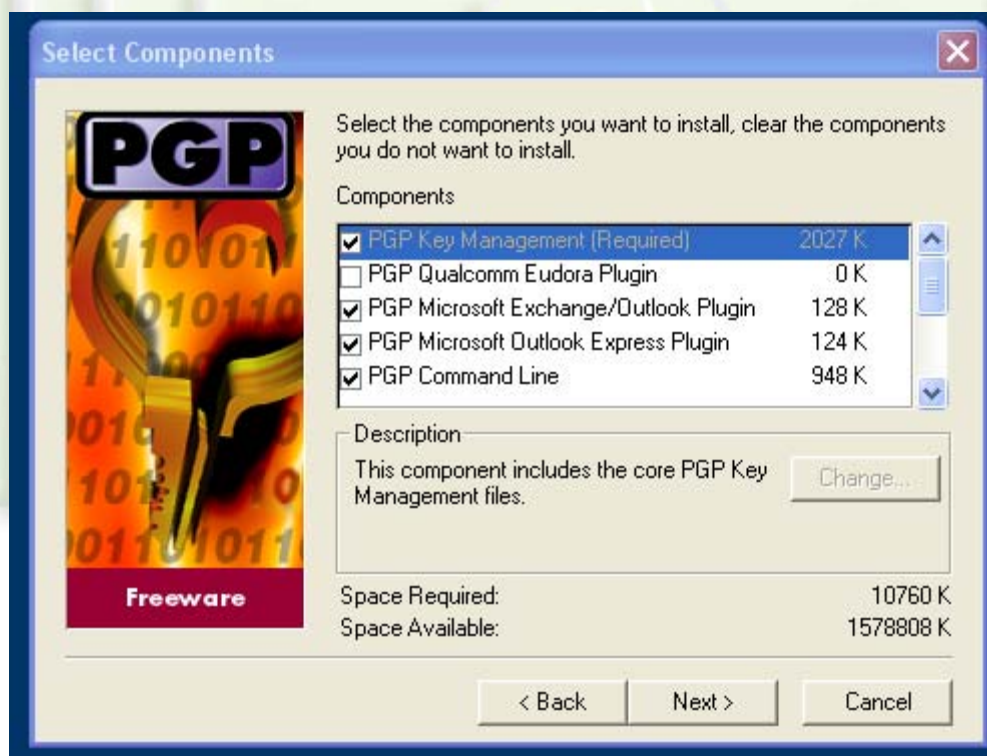 Select Components
PGP
Select the components you want to install, clear the components
you do not want to install.
Components
PGP Key Management (Required) 2027 K
PGP Qualcomm Eudora Plugin 0 K
PGP Microsoft Exchange/Outlook Plugin 128 K
PGP Microsoft Outlook Express Plugin 124 K
PGP Command Line 948 K
Description
This component includes the core PGP Key
Management files.
Change...
Freeware
Space Required: 10760 K
Space Available: 1578808 K
< Back Next > Cancel